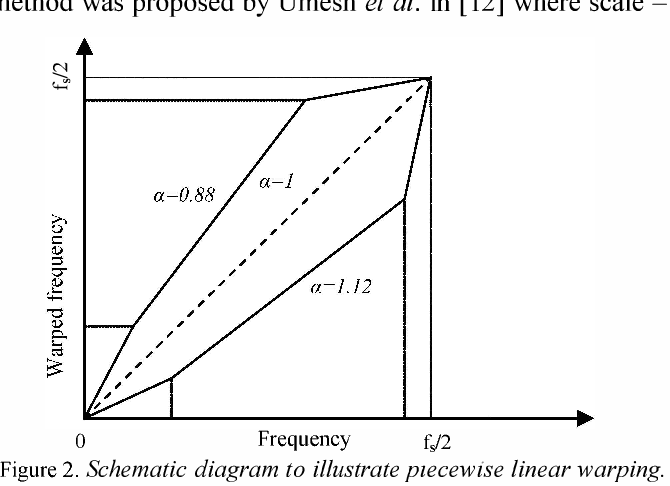 method was proposed by Umesh et al. in [12] where scale –
fs/2
α–0.88
α–1
α=1.12
Warped frequency
0
Frequency
fs/2
Figure 2. Schematic diagram to illustrate piecewise linear warping.